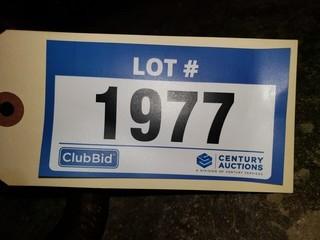 LOT #
1977
ClubBid
CENTURY
AUCTIONS
A DIVISION OF CENTURY SERVICES